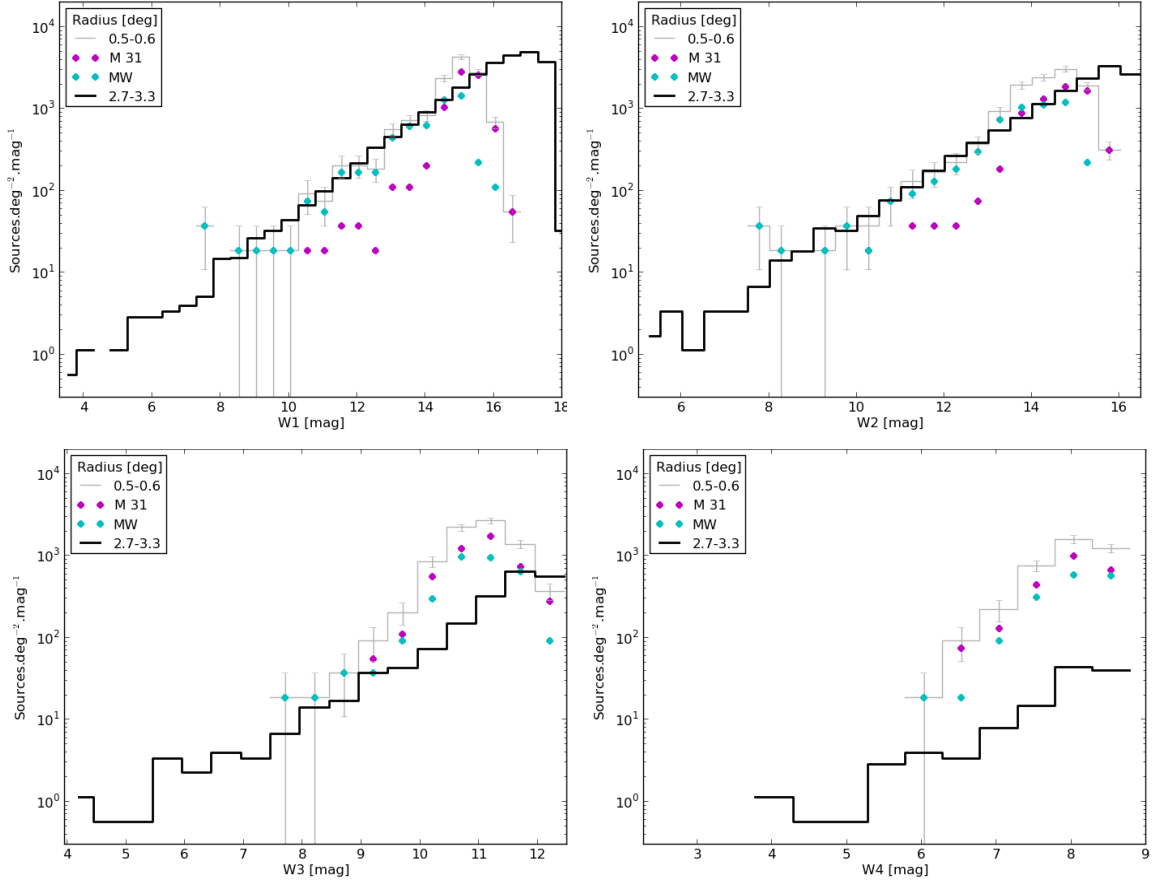 10⁴
10³
10²
10¹
10⁰
Sources.deg⁻².mag⁻¹
Radius [deg]
0.5-0.6
M 31
MW
2.7-3.3
4 6 8 10 12 14 16 18
W1 [mag]
10⁴
10³
10²
10¹
10⁰
Sources.deg⁻².mag⁻¹
Radius [deg]
0.5-0.6
M 31
MW
2.7-3.3
6 8 10 12 14 16
W2 [mag]
10⁴
10³
10²
10¹
10⁰
Sources.deg⁻².mag⁻¹
Radius [deg]
0.5-0.6
M 31
MW
2.7-3.3
4 5 6 7 8 9 10 11 12
W3 [mag]
10⁴
10³
10²
10¹
10⁰
Sources.deg⁻².mag⁻¹
Radius [deg]
0.5-0.6
M 31
MW
2.7-3.3
3 4 5 6 7 8 9
W4 [mag]